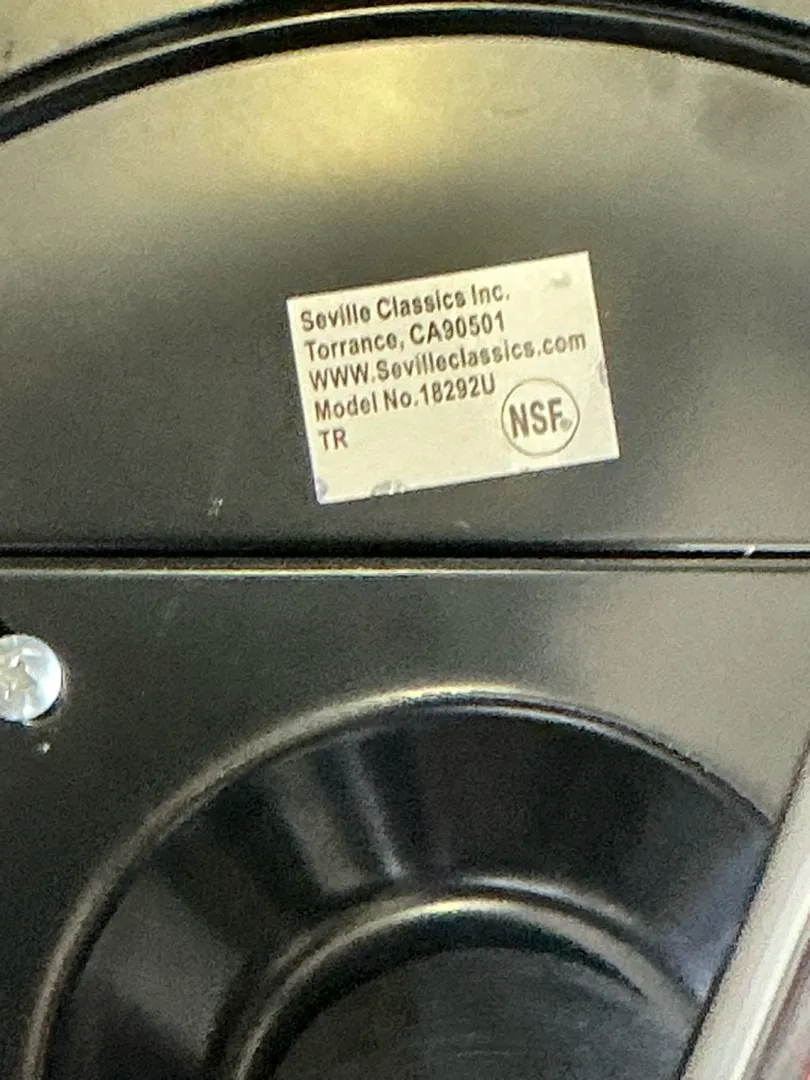 Seville Classics Inc.
Torrance, CA90501
WWW.Sevilleclassics.com
Model No.18292U
TR
NSF®